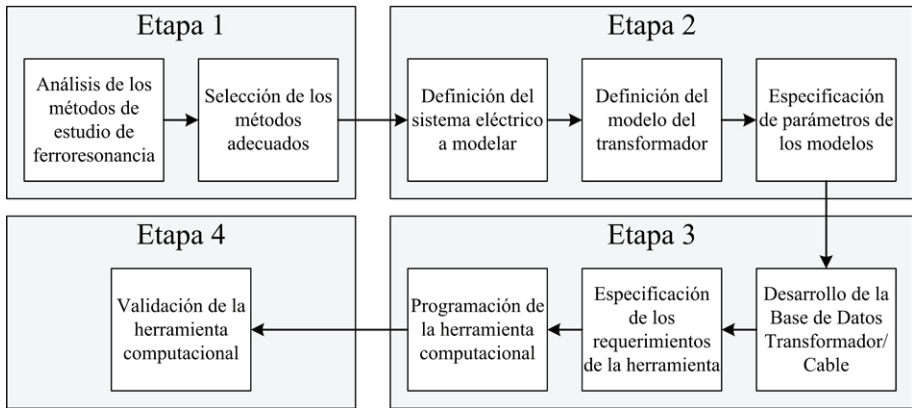 Etapa 1
Análisis de los
métodos de
estudio de
ferroresonancia
Selección de los
métodos
adecuados
Etapa 2
Definición del
sistema eléctrico
a modelar
Definición del
modelo del
transformador
Especificación
de parámetros de
los modelos
Etapa 3
Desarrollo de la
Base de Datos
Transformador/
Cable
Especificación
de los
requerimientos
de la herramienta
Programación de
la herramienta
computacional
Etapa 4
Validación de la
herramienta
computacional